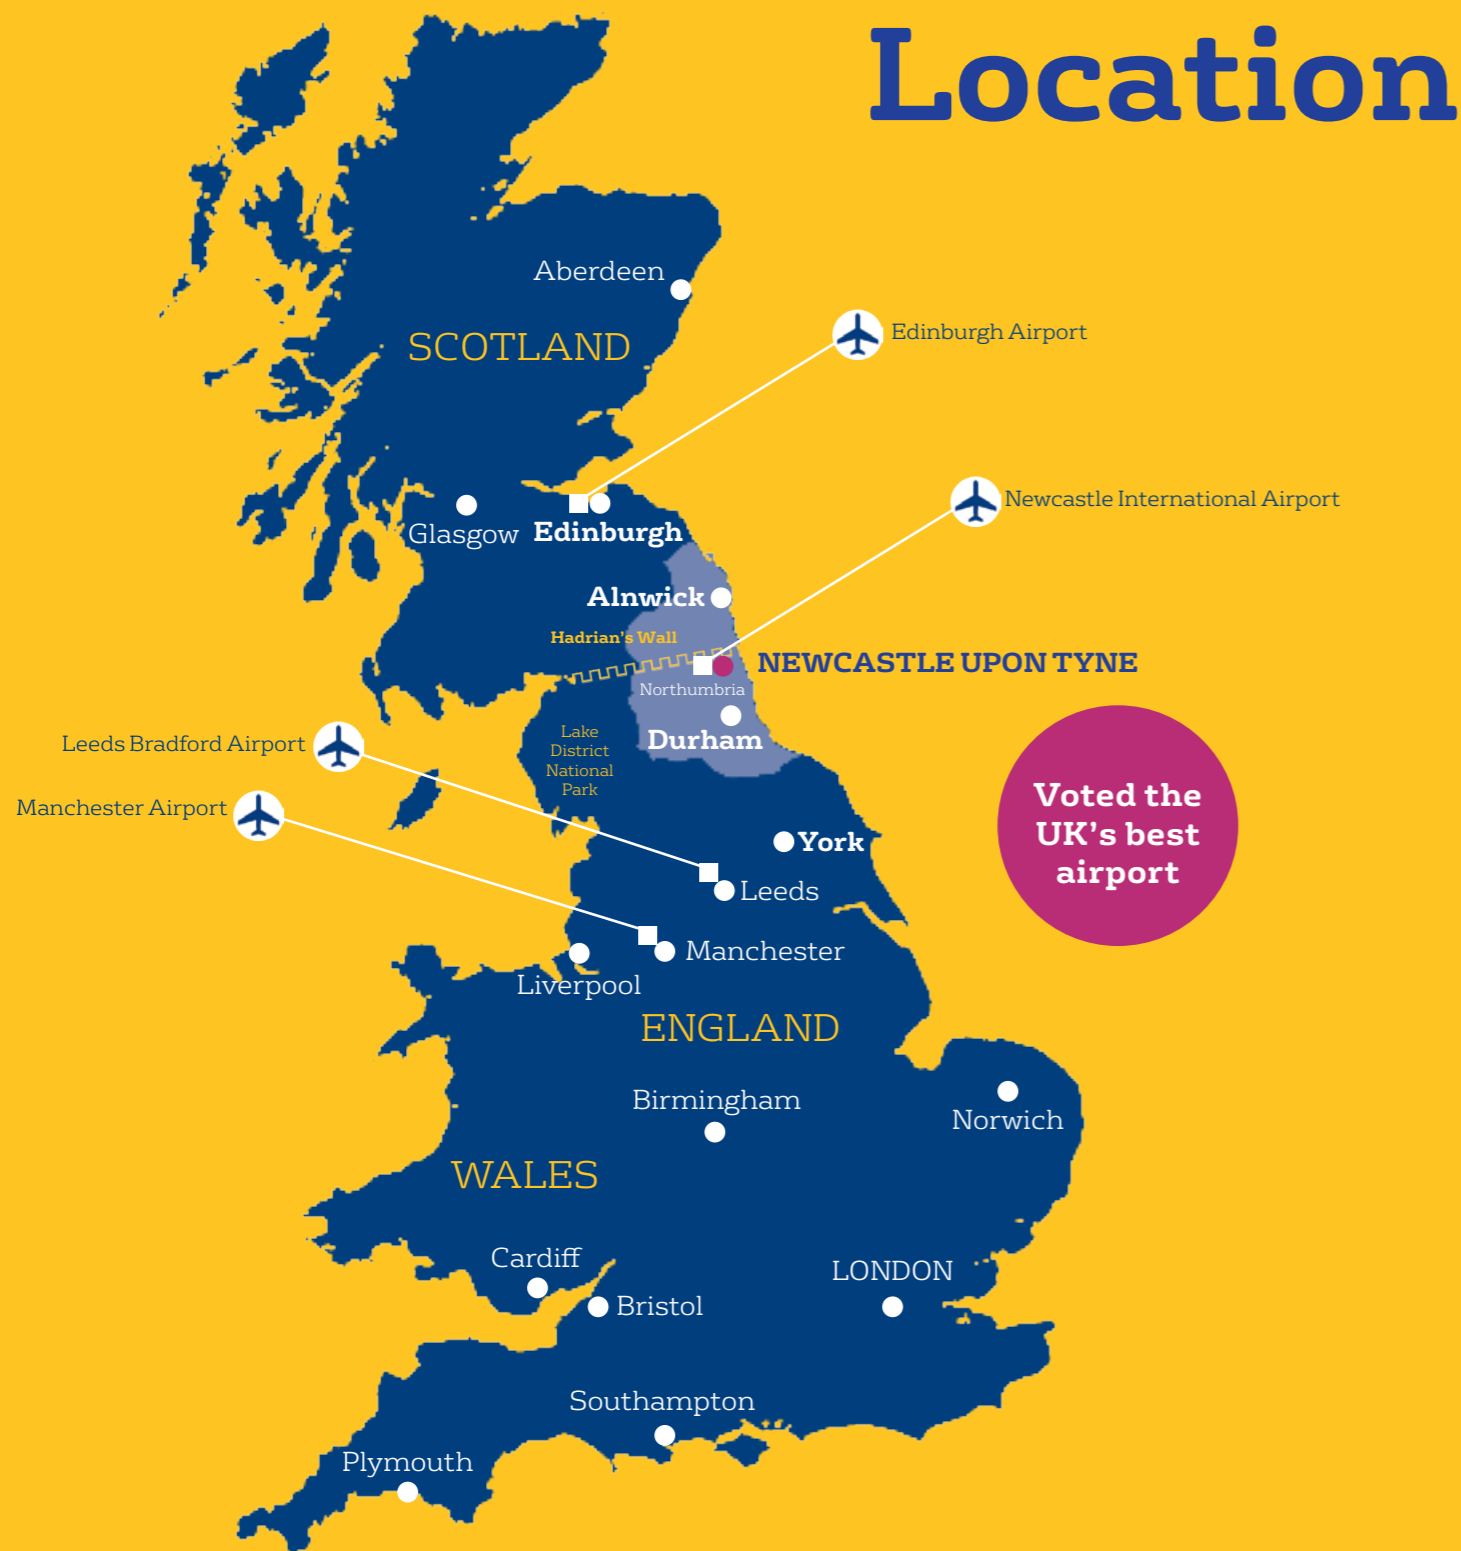 Location
Aberdeen
SCOTLAND
Edinburgh Airport
Newcastle International Airport
Glasgow
Edinburgh
Alnwick
Hadrian's Wall
NEWCASTLE UPON TYNE
Northumbria
Durham
Lake
District
National
Park
Leeds Bradford Airport
Manchester Airport
Voted the
UK's best
airport
York
Leeds
Manchester
Liverpool
ENGLAND
Birmingham
Norwich
WALES
Cardiff
LONDON
Bristol
Southampton
Plymouth